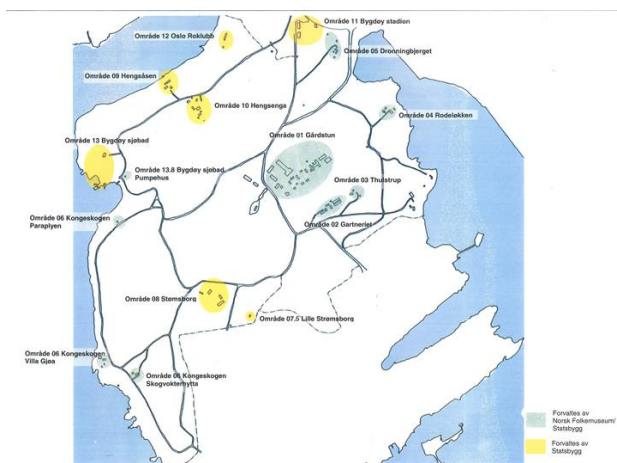 Område 11 Bygdøy stadion
Område 12 Oslo Roklubb
Område 05 Dronningbjerget
Område 09 Hengsåsen
Område 10 Hengsenga
Område 04 Rodeløkken
Område 01 Gårdstun
Område 13 Bygdøy sjøbad
Område 13.8 Bygdøy sjøbad
Pumpehus
Område 03 Thulstrup
Område 06 Kongeskogen
Paraplyen
Område 02 Gartneriet
Område 08 Strømsborg
Område 07.5 Lille Strømsborg
Område 06 Kongeskogen
Villa Gjøa
Område 06 Kongeskogen
Skogvokterhytta
Forvaltes av
Norsk Folkemuseum/
Statsbygg
Forvaltes av
Statsbygg